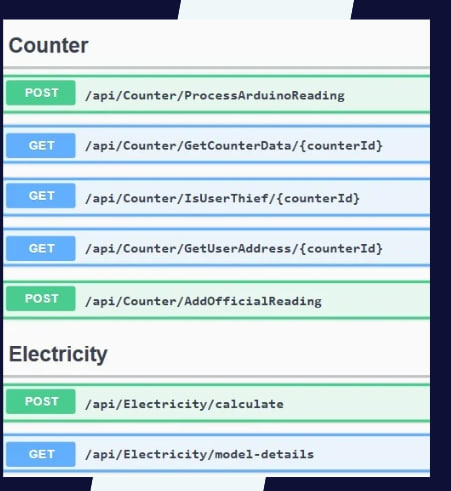 Counter
POST /api/Counter/ProcessArduinoReading
GET /api/Counter/GetCounterData/{counterId}
GET /api/Counter/IsUserThief/{counterId}
GET /api/Counter/GetUserAddress/{counterId}
POST /api/Counter/AddOfficialReading
Electricity
POST /api/Electricity/calculate
GET /api/Electricity/model-details